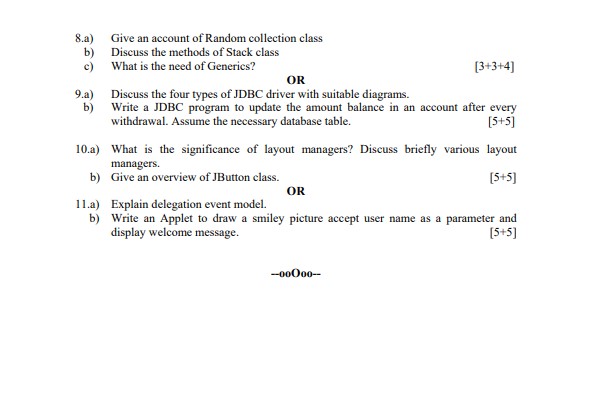 8.a) Give an account of Random collection class
b) Discuss the methods of Stack class
c) What is the need of Generics? [3+3+4]
OR
9.a) Discuss the four types of JDBC driver with suitable diagrams.
b) Write a JDBC program to update the amount balance in an account after every
withdrawal. Assume the necessary database table. [5+5]
10.a) What is the significance of layout managers? Discuss briefly various layout
managers.
b) Give an overview of JButton class. [5+5]
OR
11.a) Explain delegation event model.
b) Write an Applet to draw a smiley picture accept user name as a parameter and
display welcome message. [5+5]
--ooOoo--